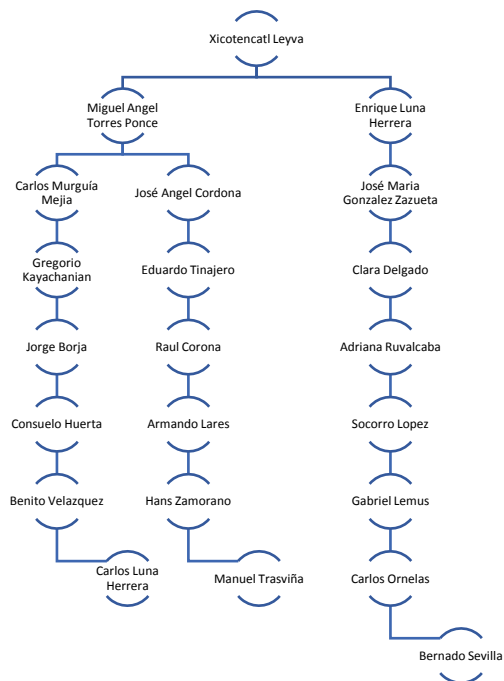 Xicotencatl Leyva
Miguel Angel
Torres Ponce
Enrique Luna
Herrera
Carlos Murguía
Mejia
José Angel Cordona
José Maria
Gonzalez Zazueta
Gregorio
Kayachanian
Eduardo Tinajero
Clara Delgado
Jorge Borja
Raul Corona
Adriana Ruvalcaba
Consuelo Huerta
Armando Lares
Socorro Lopez
Benito Velazquez
Hans Zamorano
Gabriel Lemus
Carlos Luna
Herrera
Manuel Trasviña
Carlos Ornelas
Bernado Sevilla